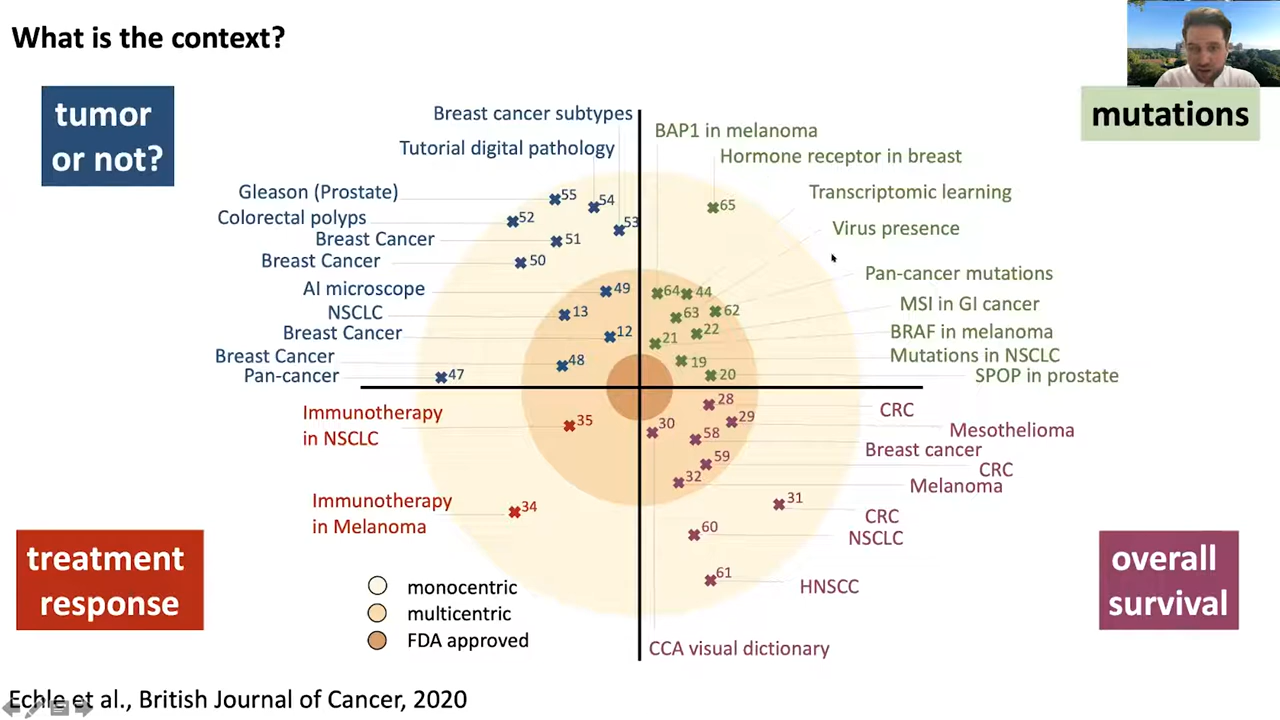 What is the context?
tumor
or not?
mutations
Breast cancer subtypes
Tutorial digital pathology
Gleason (Prostate)
Colorectal polyps
Breast Cancer
Breast Cancer
AI microscope
NSCLC
Breast Cancer
Breast Cancer
Pan-cancer
55
54
52
53
51
50
49
13
12
48
47
BAP1 in melanoma
Hormone receptor in breast
Transcriptomic learning
Virus presence
Pan-cancer mutations
MSI in GI cancer
BRAF in melanoma
Mutations in NSCLC
SPOP in prostate
65
64
44
63
62
22
21
19
20
Immunotherapy
in NSCLC
35
Immunotherapy
in Melanoma
34
28
29
30
58
59
32
31
60
61
CRC
Mesothelioma
Breast cancer
CRC
Melanoma
CRC
NSCLC
HNSCC
CCA visual dictionary
treatment
response
overall
survival
monocentric
multicentric
FDA approved
Echle et al., British Journal of Cancer, 2020